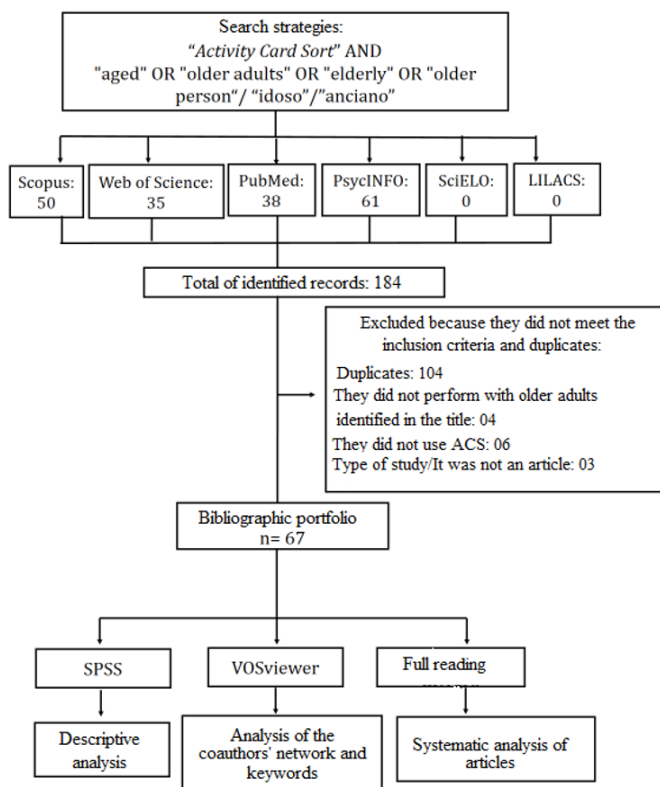 Search strategies:
“Activity Card Sort” AND
"aged" OR "older adults" OR "elderly" OR "older
person“/ “idoso”/”anciano”
Scopus:
50
Web of Science:
35
PubMed:
38
PsycINFO:
61
SciELO:
0
LILACS:
0
Total of identified records: 184
Excluded because they did not meet the
inclusion criteria and duplicates:
Duplicates: 104
They did not perform with older adults
identified in the title: 04
They did not use ACS: 06
Type of study/It was not an article: 03
Bibliographic portfolio
n= 67
SPSS
VOSviewer
Full reading
Descriptive
analysis
Analysis of the
coauthors' network and
keywords
Systematic analysis of
articles